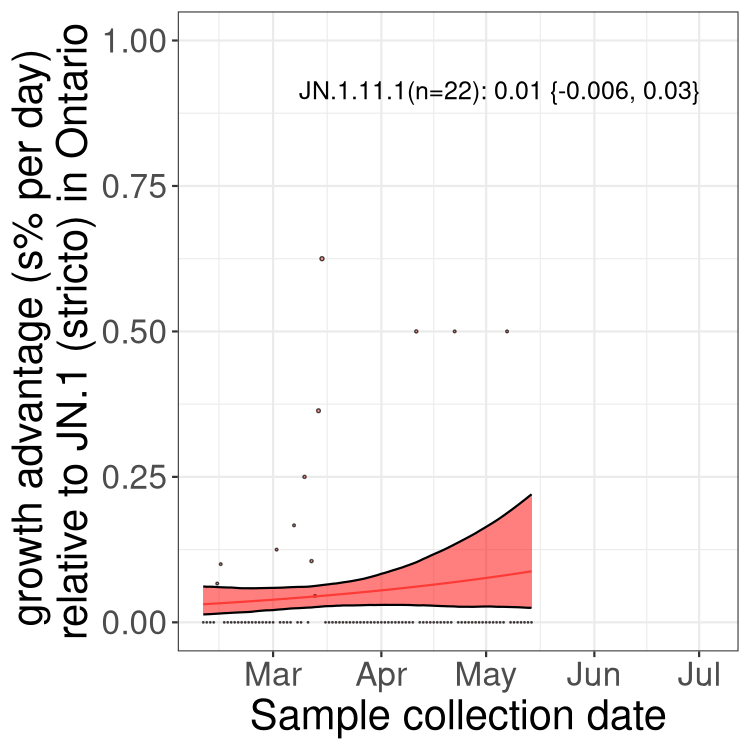 growth advantage (s% per day)
relative to JN.1 (stricto) in Ontario
1.00
0.75
0.50
0.25
0.00
JN.1.11.1(n=22): 0.01 {-0.006, 0.03}
Mar Apr May Jun Jul
Sample collection date